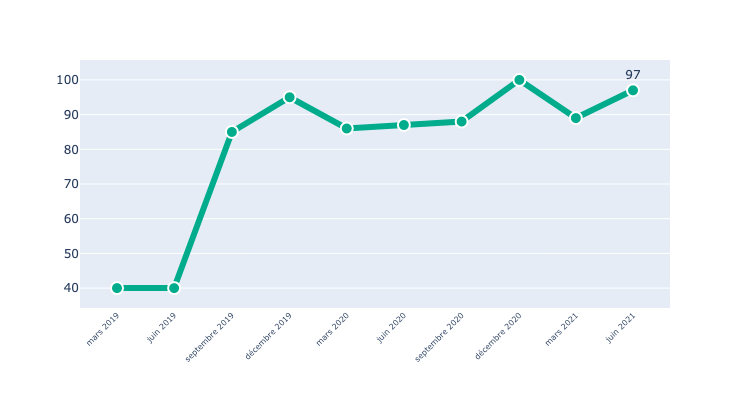 97
100
90
80
70
60
50
40
mars 2019
juin 2019
septembre 2019
décembre 2019
mars 2020
juin 2020
septembre 2020
décembre 2020
mars 2021
juin 2021